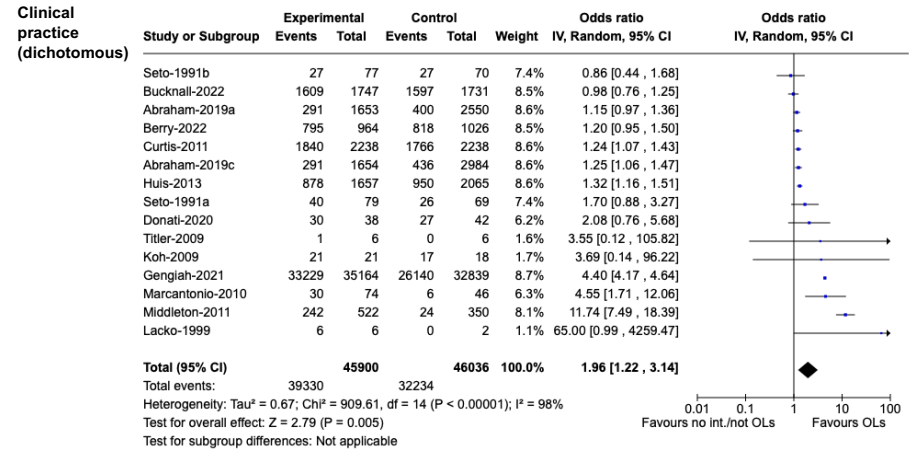 Clinical
practice
(dichotomous)
Experimental Control Odds ratio Odds ratio
Study or Subgroup Events Total Events Total Weight IV, Random, 95% CI IV, Random, 95% CI
Seto-1991b 27 77 27 70 7.4% 0.86 [0.44 , 1.68]
Bucknall-2022 1609 1747 1597 1731 8.5% 0.98 [0.76 , 1.25]
Abraham-2019a 291 1653 400 2550 8.6% 1.15 [0.97 , 1.36]
Berry-2022 795 964 818 1026 8.5% 1.20 [0.95 , 1.50]
Curtis-2011 1840 2238 1766 2238 8.6% 1.24 [1.07 , 1.43]
Abraham-2019c 291 1654 436 2984 8.6% 1.25 [1.06 , 1.47]
Huis-2013 878 1657 950 2065 8.6% 1.32 [1.16 , 1.51]
Seto-1991a 40 79 26 69 7.4% 1.70 [0.88 , 3.27]
Donati-2020 30 38 27 42 6.2% 2.08 [0.76 , 5.68]
Titler-2009 1 6 0 6 1.6% 3.55 [0.12 , 105.82]
Koh-2009 21 21 17 18 1.7% 3.69 [0.14 , 96.22]
Gengiah-2021 33229 35164 26140 32839 8.7% 4.40 [4.17 , 4.64]
Marcantonio-2010 30 74 6 46 6.3% 4.55 [1.71 , 12.06]
Middleton-2011 242 522 24 350 8.1% 11.74 [7.49 , 18.39]
Lacko-1999 6 6 0 2 1.1% 65.00 [0.99 , 4259.47]
Total (95% CI) 45900 46036 100.0% 1.96 [1.22 , 3.14]
Total events: 39330 32234
Heterogeneity: Tau² = 0.67; Chi² = 909.61, df = 14 (P < 0.00001); I² = 98%
Test for overall effect: Z = 2.79 (P = 0.005)
Test for subgroup differences: Not applicable
0.01 0.1 1 10 100
Favours no int./not OLs Favours OLs